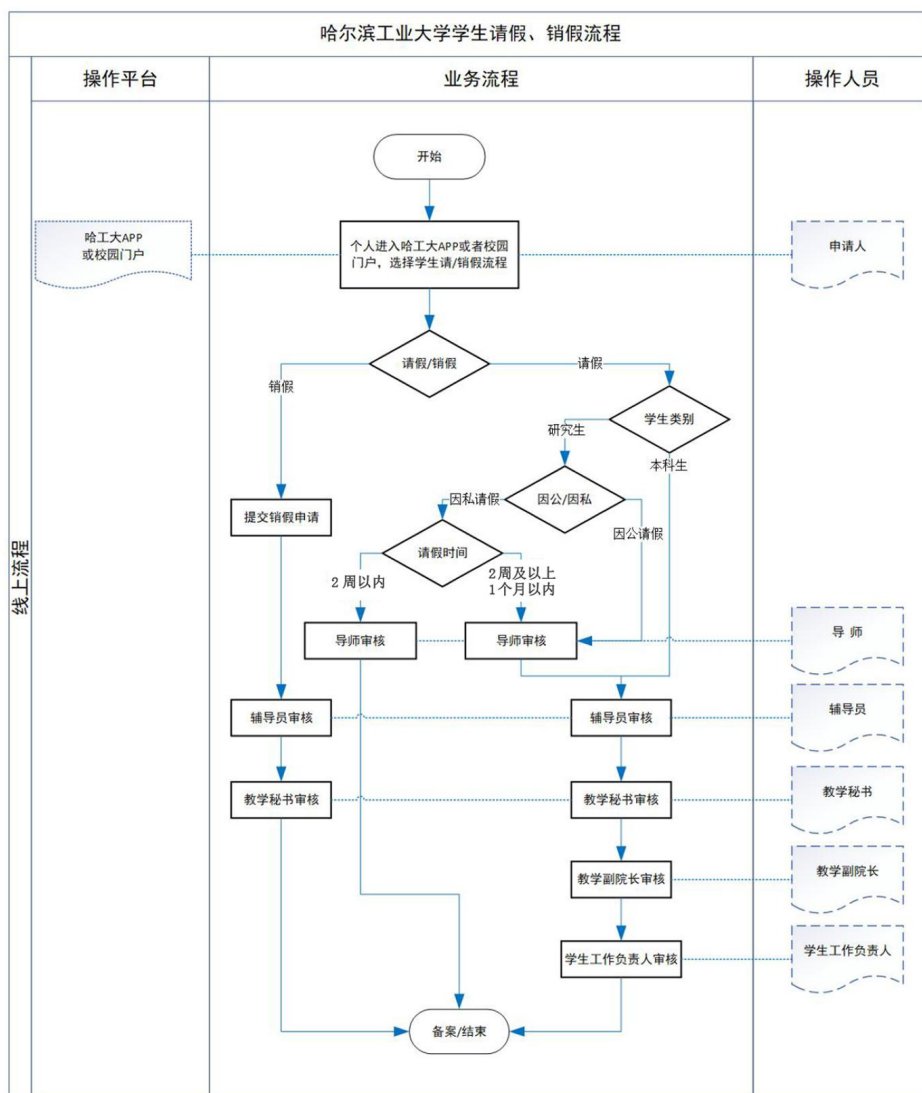 哈尔滨工业大学学生请假、销假流程
操作平台
业务流程
操作人员
线上流程
开始
哈工大APP
或校园门户
个人进入哈工大APP或者校园
门户，选择学生请/销假流程
申请人
请假/销假
销假
请假
学生类别
研究生
本科生
因公/因私
因私请假
因公请假
提交销假申请
请假时间
2 周以内
2周及以上
1个月以内
导师审核
导师审核
导 师
辅导员审核
辅导员审核
辅导员
教学秘书审核
教学秘书审核
教学秘书
教学副院长审核
教学副院长
学生工作负责人审核
学生工作负责人
备案/结束